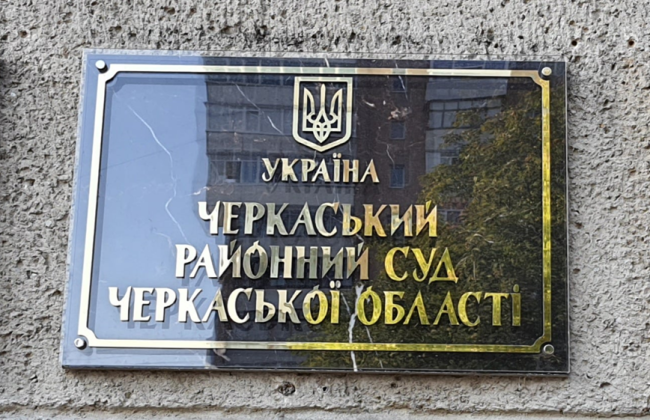 УКРАЇНА
ЧЕРКАСЬКИЙ
РАЙОННИЙ СУД
ЧЕРКАСЬКОЇ ОБЛАСТІ